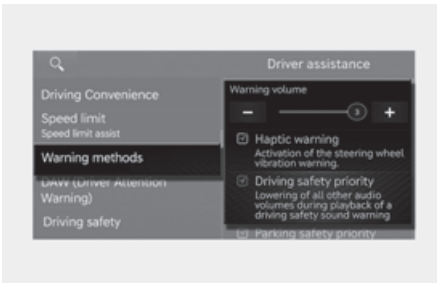 Driver assistance
Driving Convenience
Speed limit
Speed limit assist
Warning methods
DAW (Driver Attention
Warning)
Driving safety
Warning volume
− 3 +
Haptic warning
Activation of the steering wheel
vibration warning.
Driving safety priority
Lowering of all other audio
volumes during playback of a
driving safety sound warning
Parking safety priority